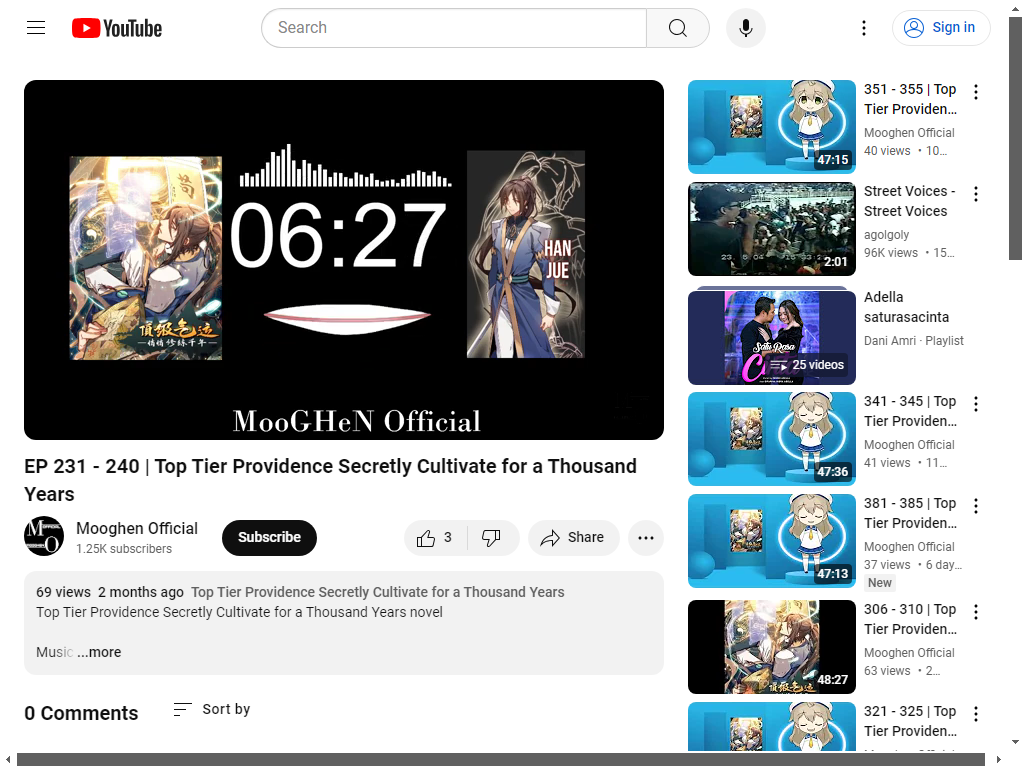 YouTube
Search
Sign in
06:27
HAN
JUE
頂级气运
悄悄修练千年
MooGHeN Official
EP 231 - 240 | Top Tier Providence Secretly Cultivate for a Thousand
Years
Mooghen Official
1.25K subscribers
Subscribe
3
Share
69 views 2 months ago Top Tier Providence Secretly Cultivate for a Thousand Years
Top Tier Providence Secretly Cultivate for a Thousand Years novel
Music ...more
0 Comments
Sort by
351 - 355 | Top
Tier Providen...
Mooghen Official
40 views • 10...
47:15
Street Voices -
Street Voices
agolgoly
96K views • 15...
2:01
Adella
saturasacinta
Dani Amri · Playlist
Satu Rasa
25 videos
341 - 345 | Top
Tier Providen...
Mooghen Official
41 views • 11...
47:36
381 - 385 | Top
Tier Providen...
Mooghen Official
37 views • 6 day...
New
47:13
306 - 310 | Top
Tier Providen...
Mooghen Official
63 views • 2...
48:27
321 - 325 | Top
Tier Providen...